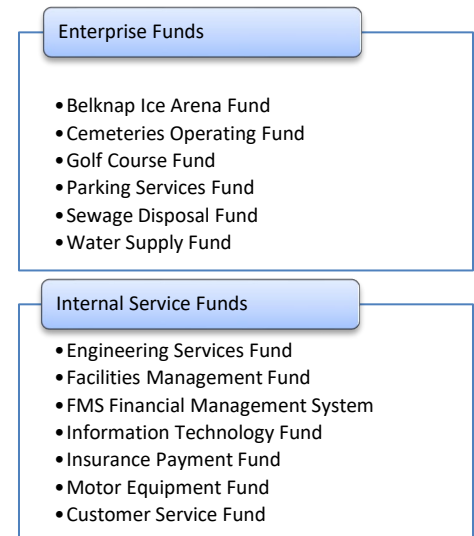 Enterprise Funds
•Belknap Ice Arena Fund
•Cemeteries Operating Fund
•Golf Course Fund
•Parking Services Fund
•Sewage Disposal Fund
•Water Supply Fund
Internal Service Funds
•Engineering Services Fund
•Facilities Management Fund
•FMS Financial Management System
•Information Technology Fund
•Insurance Payment Fund
•Motor Equipment Fund
•Customer Service Fund